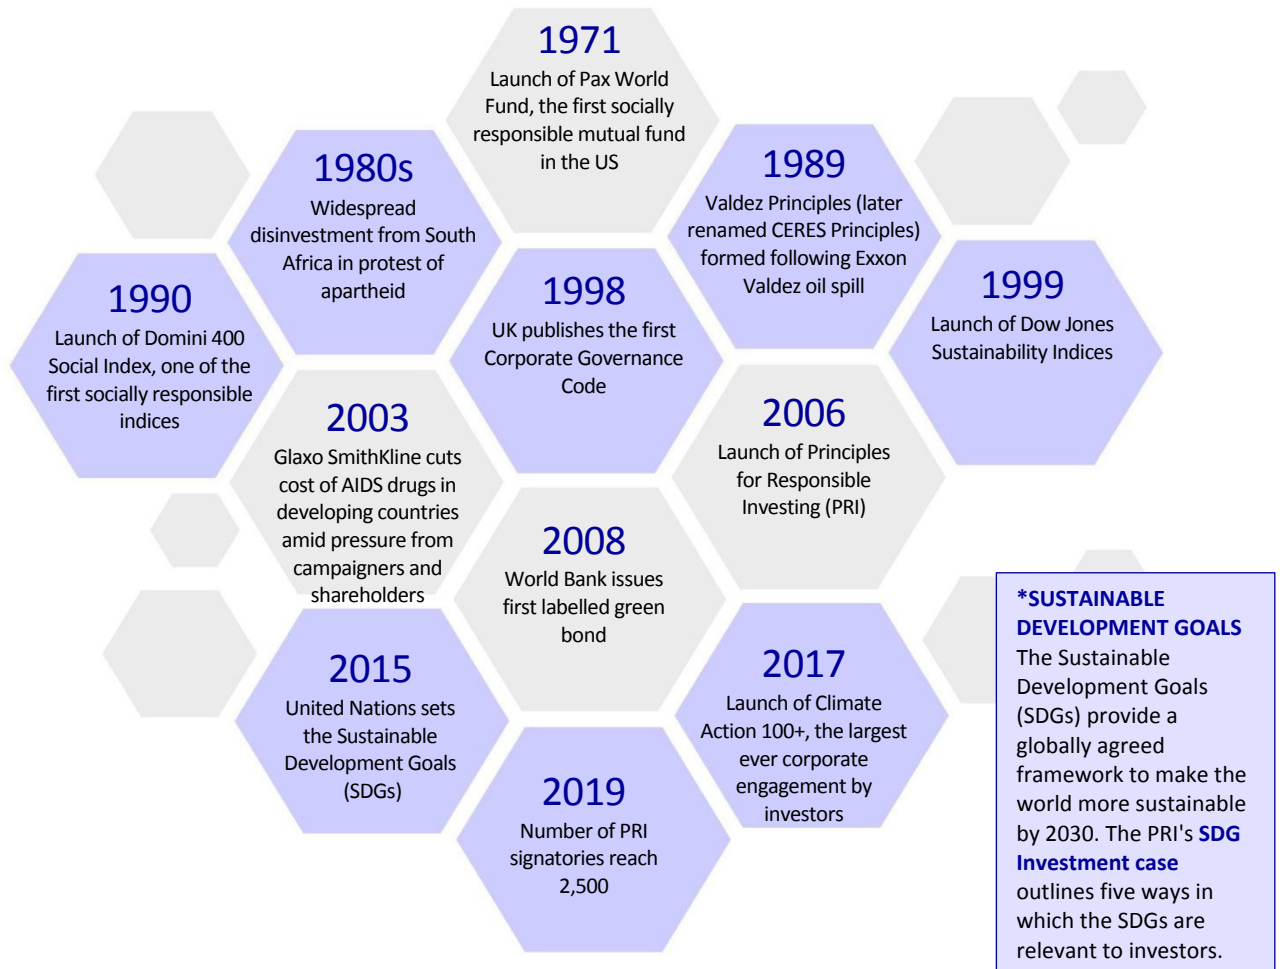 1971
Launch of Pax World
Fund, the first socially
responsible mutual fund
in the US
1980s
Widespread
disinvestment from South
Africa in protest of
apartheid
1989
Valdez Principles (later
renamed CERES Principles)
formed following Exxon
Valdez oil spill
1990
Launch of Domini 400
Social Index, one of the
first socially responsible
indices
1998
UK publishes the first
Corporate Governance
Code
1999
Launch of Dow Jones
Sustainability Indices
2003
Glaxo SmithKline cuts
cost of AIDS drugs in
developing countries
amid pressure from
campaigners and
shareholders
2006
Launch of Principles
for Responsible
Investing (PRI)
2008
World Bank issues
first labelled green
bond
2015
United Nations sets
the Sustainable
Development Goals
(SDGs)
2017
Launch of Climate
Action 100+, the largest
ever corporate
engagement by
investors
2019
Number of PRI
signatories reach
2,500
*SUSTAINABLE
DEVELOPMENT GOALS
The Sustainable
Development Goals
(SDGs) provide a
globally agreed
framework to make the
world more sustainable
by 2030. The PRI's SDG
Investment case
outlines five ways in
which the SDGs are
relevant to investors.